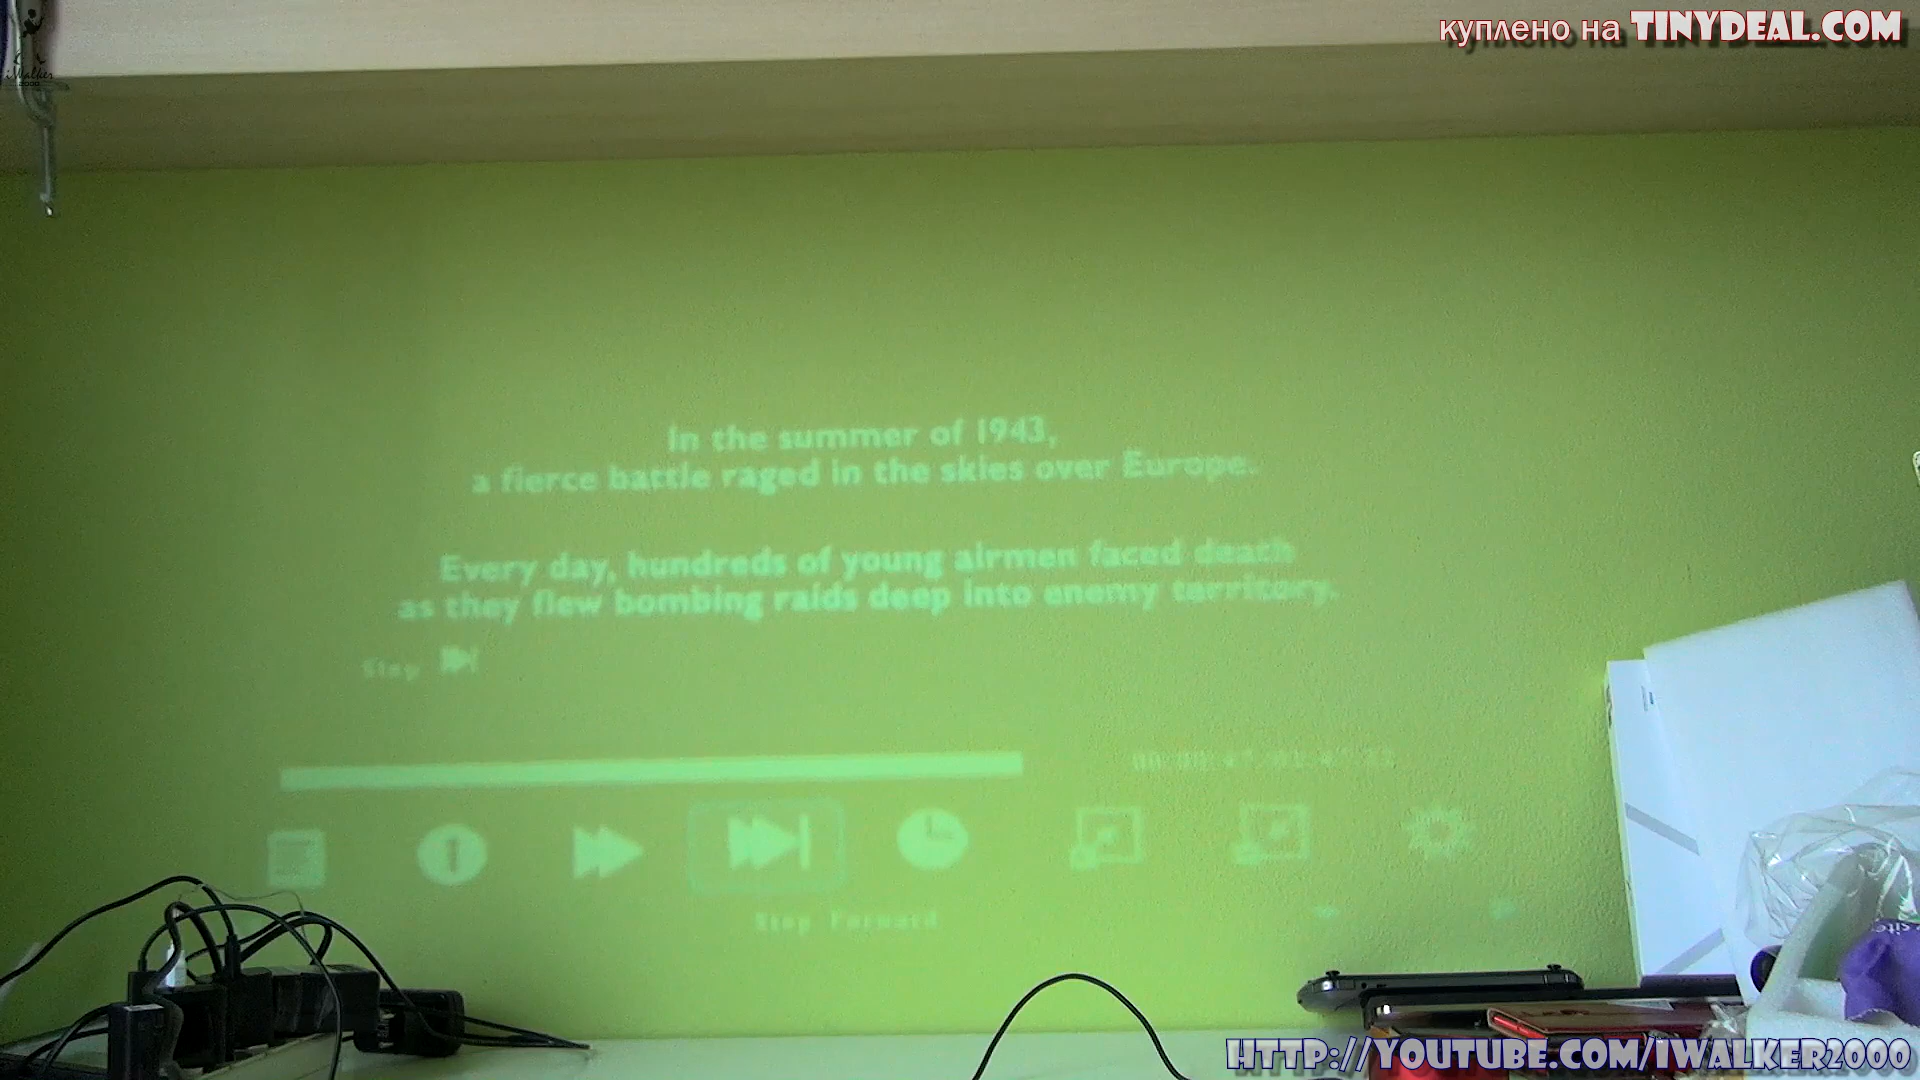 куплено на TINYDEAL.COM
iWalker
2000
In the summer of 1943,
a fierce battle raged in the skies over Europe.
Every day, hundreds of young airmen faced death
as they flew bombing raids deep into enemy territory.
Step
Step Forward
HTTP://YOUTUBE.COM/IWALKER2000